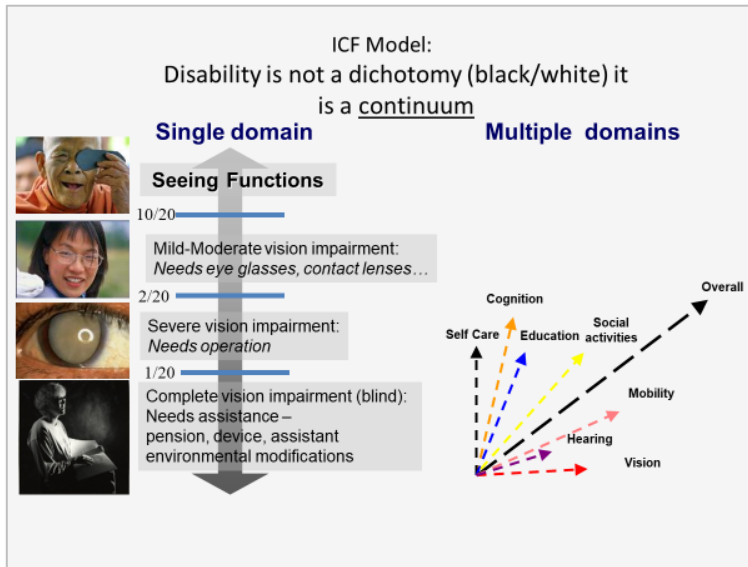 ICF Model:
Disability is not a dichotomy (black/white) it
is a continuum
Single domain
Seeing Functions
10/20
Mild-Moderate vision impairment:
Needs eye glasses, contact lenses…
2/20
Severe vision impairment:
Needs operation
1/20
Complete vision impairment (blind):
Needs assistance –
pension, device, assistant
environmental modifications
Multiple domains
Overall
Cognition
Self Care
Education
Social
activities
Mobility
Hearing
Vision